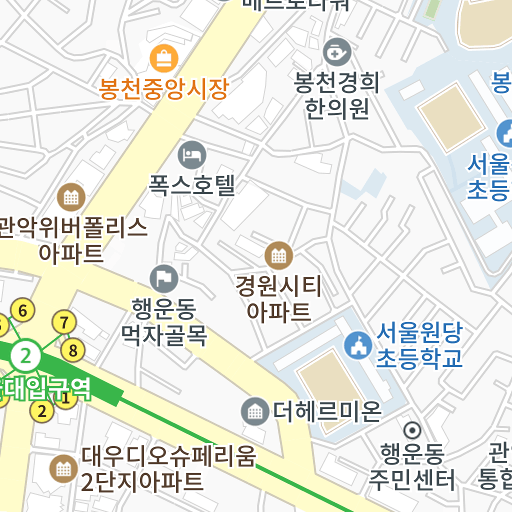 봉천중앙시장
봉천경희
한의원
서울
초등
폭스호텔
관악위버폴리스
아파트
경원시티
아파트
행운동
먹자골목
6
7
8
2
1
2
대입구역
서울원당
초등학교
더헤르미온
행운동
주민센터
대우디오슈페리움
2단지아파트
관
통합